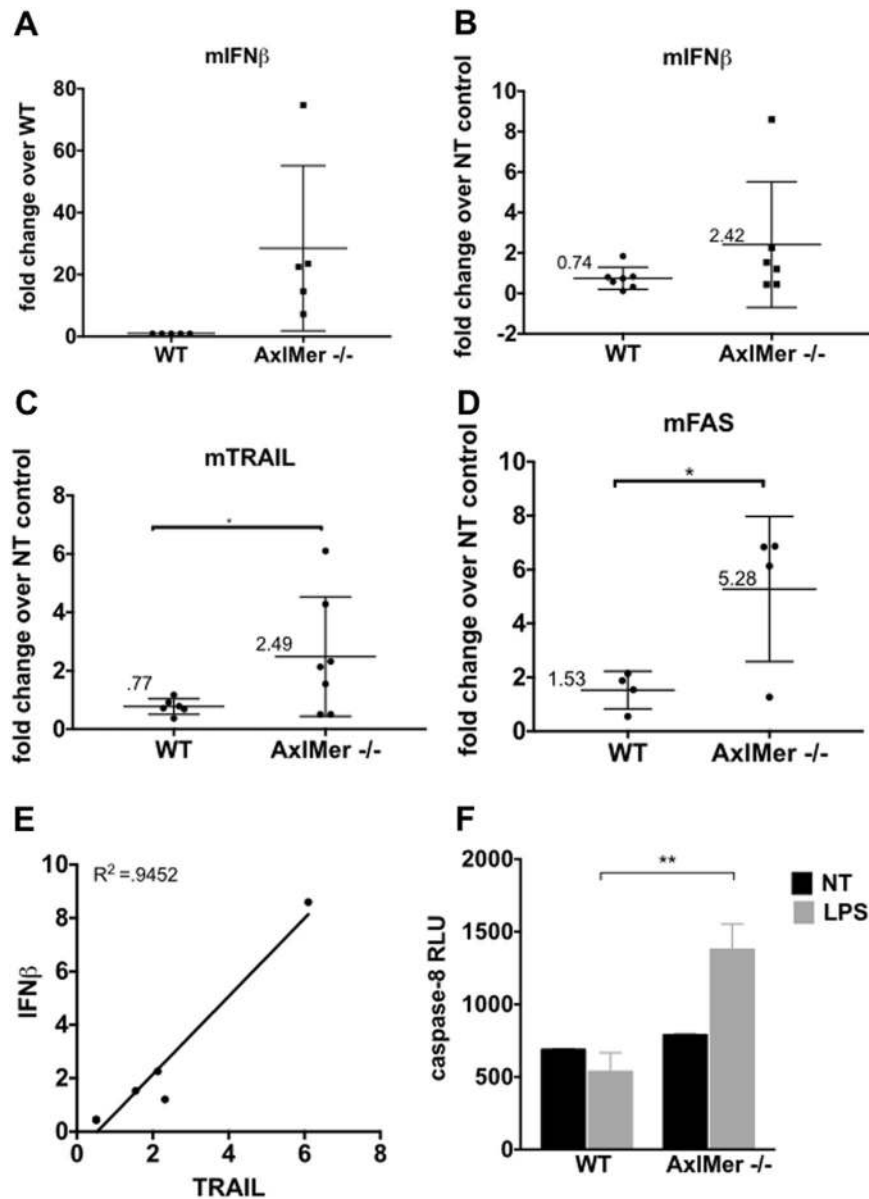 A
mIFNβ
fold change over WT
80
60
40
20
0
WT
AxlMer -/-
B
mIFNβ
fold change over NT control
10
8
6
4
2
0
-2
0.74
2.42
WT
AxlMer -/-
C
mTRAIL
fold change over NT control
8
6
4
2
0
*
.77
2.49
WT
AxlMer -/-
D
mFAS
fold change over NT control
10
8
6
4
2
0
*
1.53
5.28
WT
AxlMer -/-
E
R² =.9452
IFNβ
10
8
6
4
2
0
0
2
4
6
8
TRAIL
F
caspase-8 RLU
2000
1500
1000
500
0
**
NT
LPS
WT
AxlMer -/-